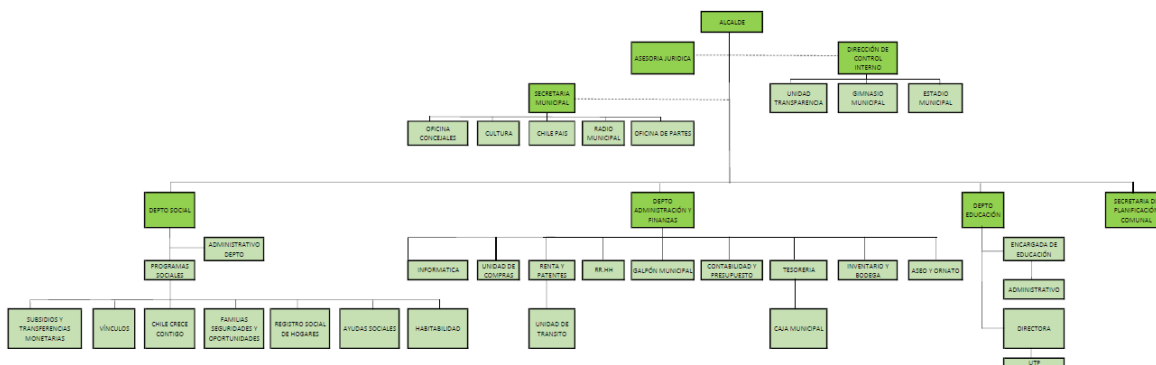 ALCALDE
ASESORIA JURIDICA
DIRECCIÓN DE
CONTROL
INTERNO
UNIDAD
TRANSPARENCIA
GIMNASIO
MUNICIPAL
ESTADIO
MUNICIPAL
SECRETARIA
MUNICIPAL
OFICINA
CONCEJALES
CULTURA
CHILE PAIS
RADIO
MUNICIPAL
OFICINA DE PARTES
DEPTO SOCIAL
DEPTO
ADMINISTRACIÓN Y
FINANZAS
DEPTO
EDUCACIÓN
SECRETARIA DE
PLANIFICACIÓN
COMUNAL
ADMINISTRATIVO
DEPTO
PROGRAMAS
SOCIALES
INFORMATICA
UNIDAD DE
COMPRAS
RENTA Y
PATENTES
RR.HH
GALPÓN MUNICIPAL
CONTABILIDAD Y
PRESUPUESTO
TESORERIA
INVENTARIO Y
BODEGA
ASEO Y ORNATO
ENCARGADA DE
EDUCACIÓN
ADMINISTRATIVO
SUBSIDIOS Y
TRANSFERENCIAS
MONETARIAS
VÍNCULOS
CHILE CRECE
CONTIGO
FAMILIAS
SEGURIDADES Y
OPORTUNIDADES
REGISTRO SOCIAL
DE HOGARES
AYUDAS SOCIALES
HABITABILIDAD
UNIDAD DE
TRANSITO
CAJA MUNICIPAL
DIRECTORA
UTP